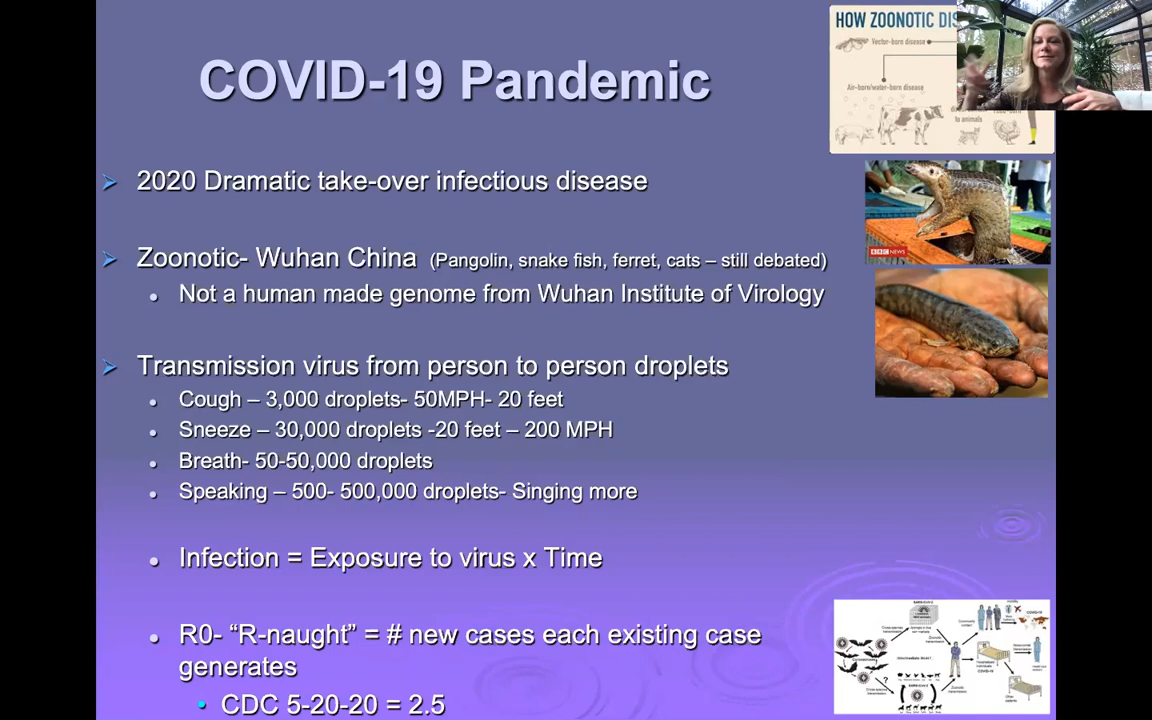 COVID-19 Pandemic
HOW ZOONOTIC DIS
Vector-born disease
Air-born/water-born disease
to animals
2020 Dramatic take-over infectious disease
Zoonotic- Wuhan China (Pangolin, snake fish, ferret, cats – still debated)
Not a human made genome from Wuhan Institute of Virology
BBC NEWS
Transmission virus from person to person droplets
Cough – 3,000 droplets- 50MPH- 20 feet
Sneeze – 30,000 droplets -20 feet – 200 MPH
Breath- 50-50,000 droplets
Speaking – 500- 500,000 droplets- Singing more
Infection = Exposure to virus x Time
R0- “R-naught” = # new cases each existing case
generates
CDC 5-20-20 = 2.5